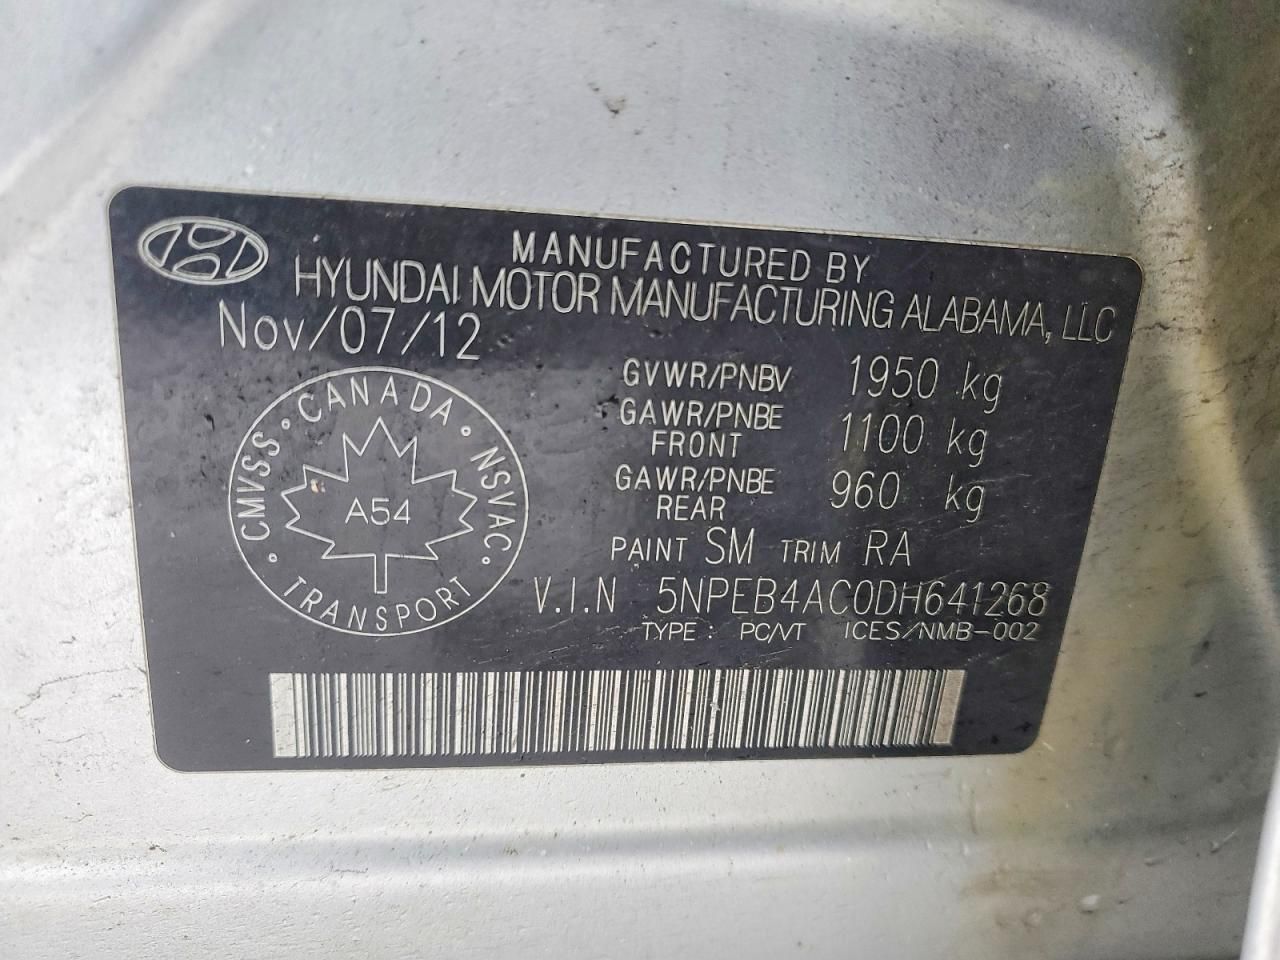 MANUFACTURED BY
HYUNDAI MOTOR MANUFACTURING ALABAMA, LLC
Nov/07/12
GVWR/PNBV 1950 kg
GAWR/PNBE FRONT 1100 kg
GAWR/PNBE REAR 960 kg
CMVSS · CANADA · NSVAC · TRANSPORT ·
A54
PAINT SM TRIM RA
V.I.N 5NPEB4AC0DH641268
TYPE : PC/VT ICES/NMB-002